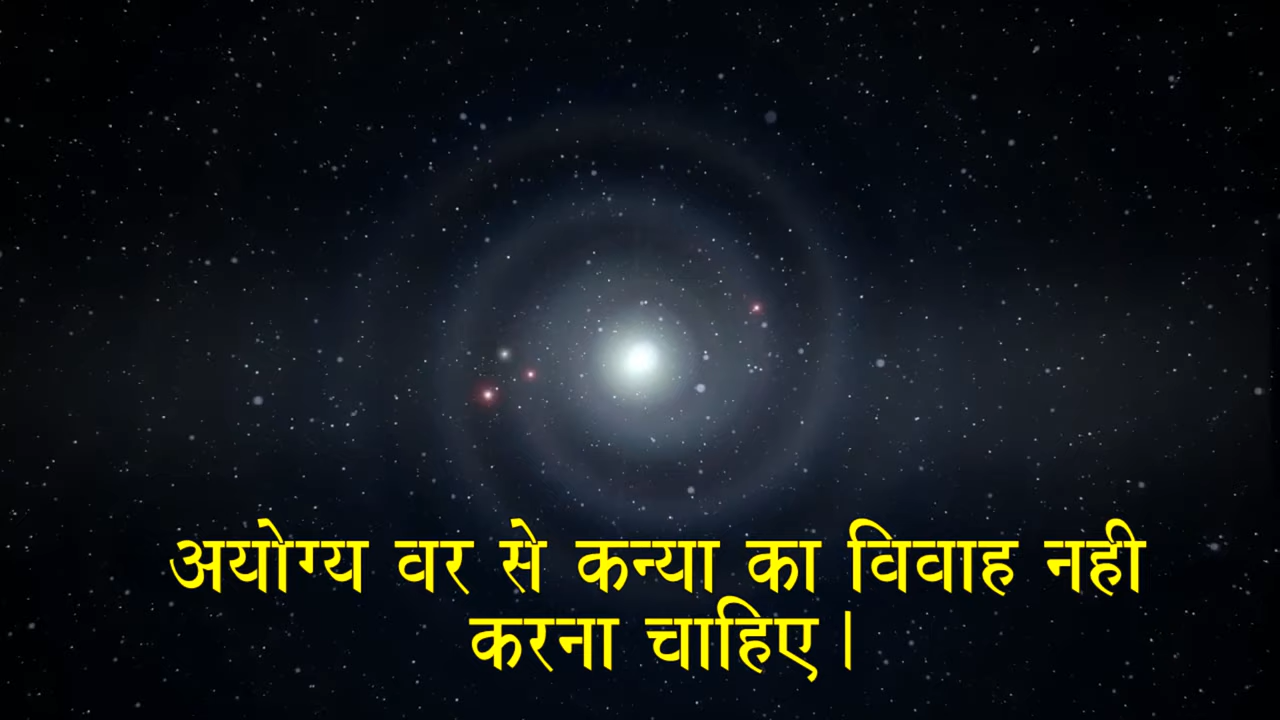 अयोग्य वर से कन्या का विवाह नही
करना चाहिए।